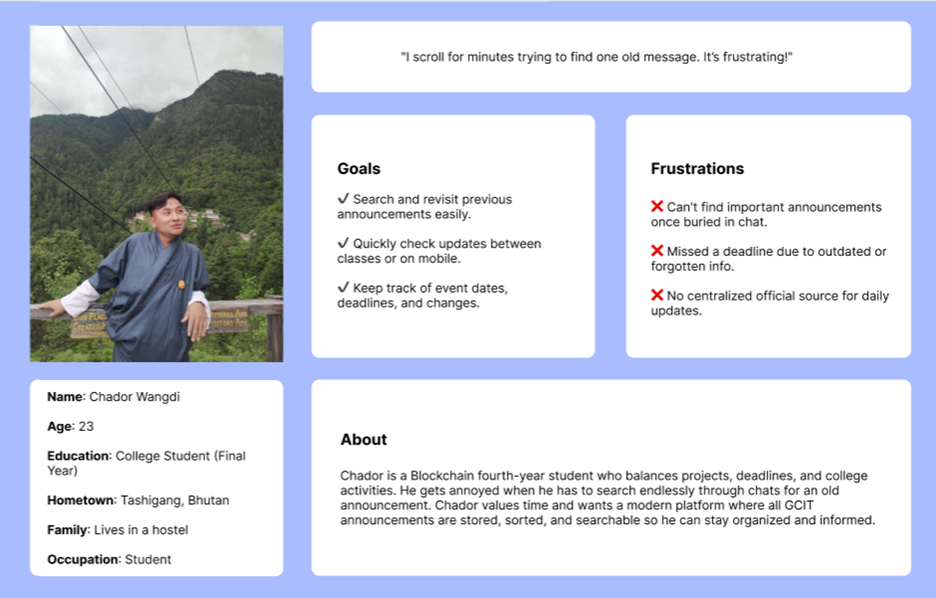 "I scroll for minutes trying to find one old message. It's frustrating!"
Goals
✓ Search and revisit previous
announcements easily.
✓ Quickly check updates between
classes or on mobile.
✓ Keep track of event dates,
deadlines, and changes.
Frustrations
❌ Can't find important announcements
once buried in chat.
❌ Missed a deadline due to outdated or
forgotten info.
❌ No centralized official source for daily
updates.
Name: Chador Wangdi
Age: 23
Education: College Student (Final
Year)
Hometown: Tashigang, Bhutan
Family: Lives in a hostel
Occupation: Student
About
Chador is a Blockchain fourth-year student who balances projects, deadlines, and college
activities. He gets annoyed when he has to search endlessly through chats for an old
announcement. Chador values time and wants a modern platform where all GCIT
announcements are stored, sorted, and searchable so he can stay organized and informed.